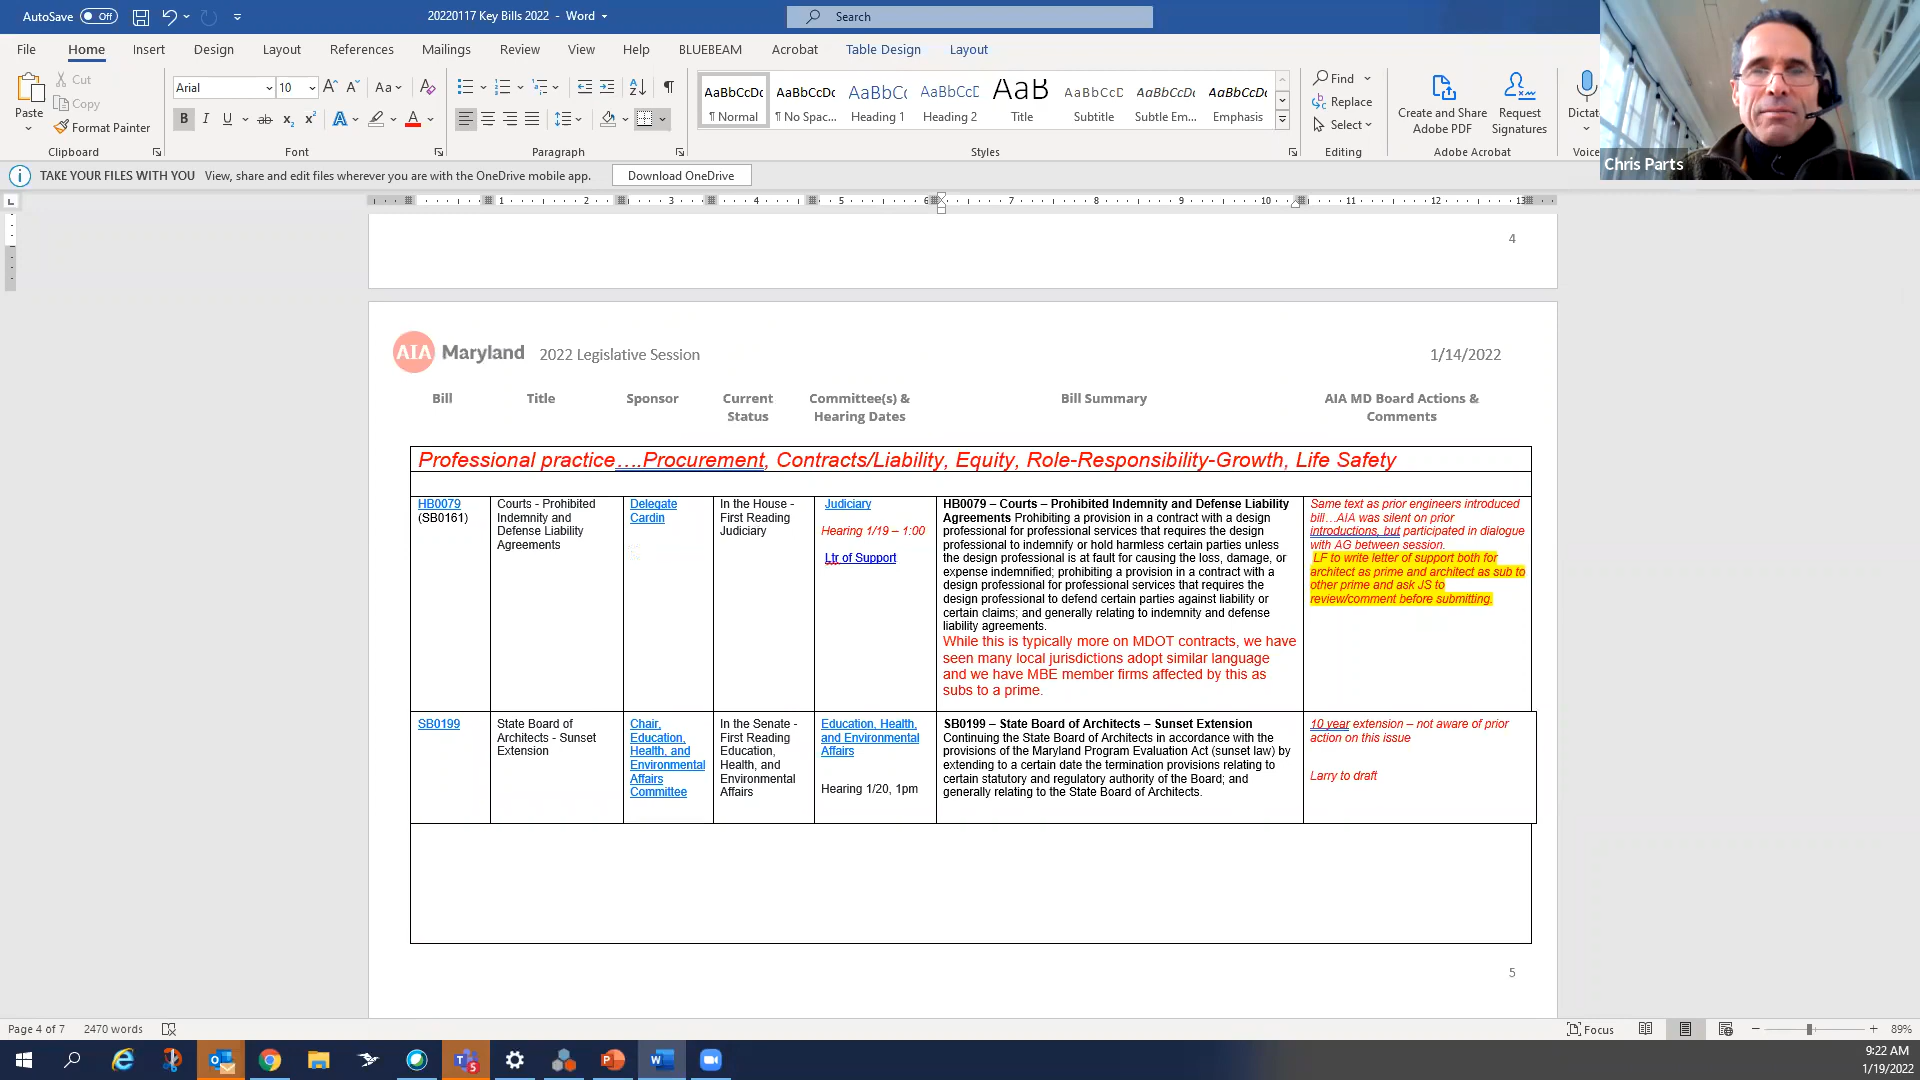 AutoSave Off 20220117 Key Bills 2022 - Word Search
File Home Insert Design Layout References Mailings Review View Help BLUEBEAM Acrobat Table Design Layout
Paste
Cut
Copy
Format Painter
Clipboard
Arial 10
Font
Paragraph
AaBbCcDc AaBbCcDc AaBbC AaBbCcD AaB AaBbCcD AaBbCcDc AaBbCcDc
¶ Normal ¶ No Spac... Heading 1 Heading 2 Title Subtitle Subtle Em... Emphasis
Styles
Find
Replace
Select
Editing
Create and Share
Adobe PDF
Request
Signatures
Adobe Acrobat
Dictat
Voice
Chris Parts
TAKE YOUR FILES WITH YOU View, share and edit files wherever you are with the OneDrive mobile app. Download OneDrive
1 2 3 4 5 6 7 8 9 10 11 12 13
4
AIA Maryland 2022 Legislative Session 1/14/2022
Bill
Title
Sponsor
Current
Status
Committee(s) &
Hearing Dates
Bill Summary
AIA MD Board Actions &
Comments
Professional practice….Procurement, Contracts/Liability, Equity, Role-Responsibility-Growth, Life Safety
HB0079
(SB0161)
Courts - Prohibited
Indemnity and
Defense Liability
Agreements
Delegate
Cardin
In the House -
First Reading
Judiciary
Judiciary
Hearing 1/19 – 1:00
Ltr of Support
HB0079 – Courts – Prohibited Indemnity and Defense Liability
Agreements Prohibiting a provision in a contract with a design
professional for professional services that requires the design
professional to indemnify or hold harmless certain parties unless
the design professional is at fault for causing the loss, damage, or
expense indemnified; prohibiting a provision in a contract with a
design professional for professional services that requires the
design professional to defend certain parties against liability or
certain claims; and generally relating to indemnity and defense
liability agreements.
While this is typically more on MDOT contracts, we have
seen many local jurisdictions adopt similar language
and we have MBE member firms affected by this as
subs to a prime.
Same text as prior engineers introduced
bill…AIA was silent on prior
introductions, but participated in dialogue
with AG between session.
LF to write letter of support both for
architect as prime and architect as sub to
other prime and ask JS to
review/comment before submitting.
SB0199
State Board of
Architects - Sunset
Extension
Chair,
Education,
Health, and
Environmental
Affairs
Committee
In the Senate -
First Reading
Education,
Health, and
Environmental
Affairs
Education, Health,
and Environmental
Affairs
Hearing 1/20, 1pm
SB0199 – State Board of Architects – Sunset Extension
Continuing the State Board of Architects in accordance with the
provisions of the Maryland Program Evaluation Act (sunset law) by
extending to a certain date the termination provisions relating to
certain statutory and regulatory authority of the Board; and
generally relating to the State Board of Architects.
10 year extension – not aware of prior
action on this issue
Larry to draft
5
Page 4 of 7 2470 words Focus 89%
9:22 AM
1/19/2022